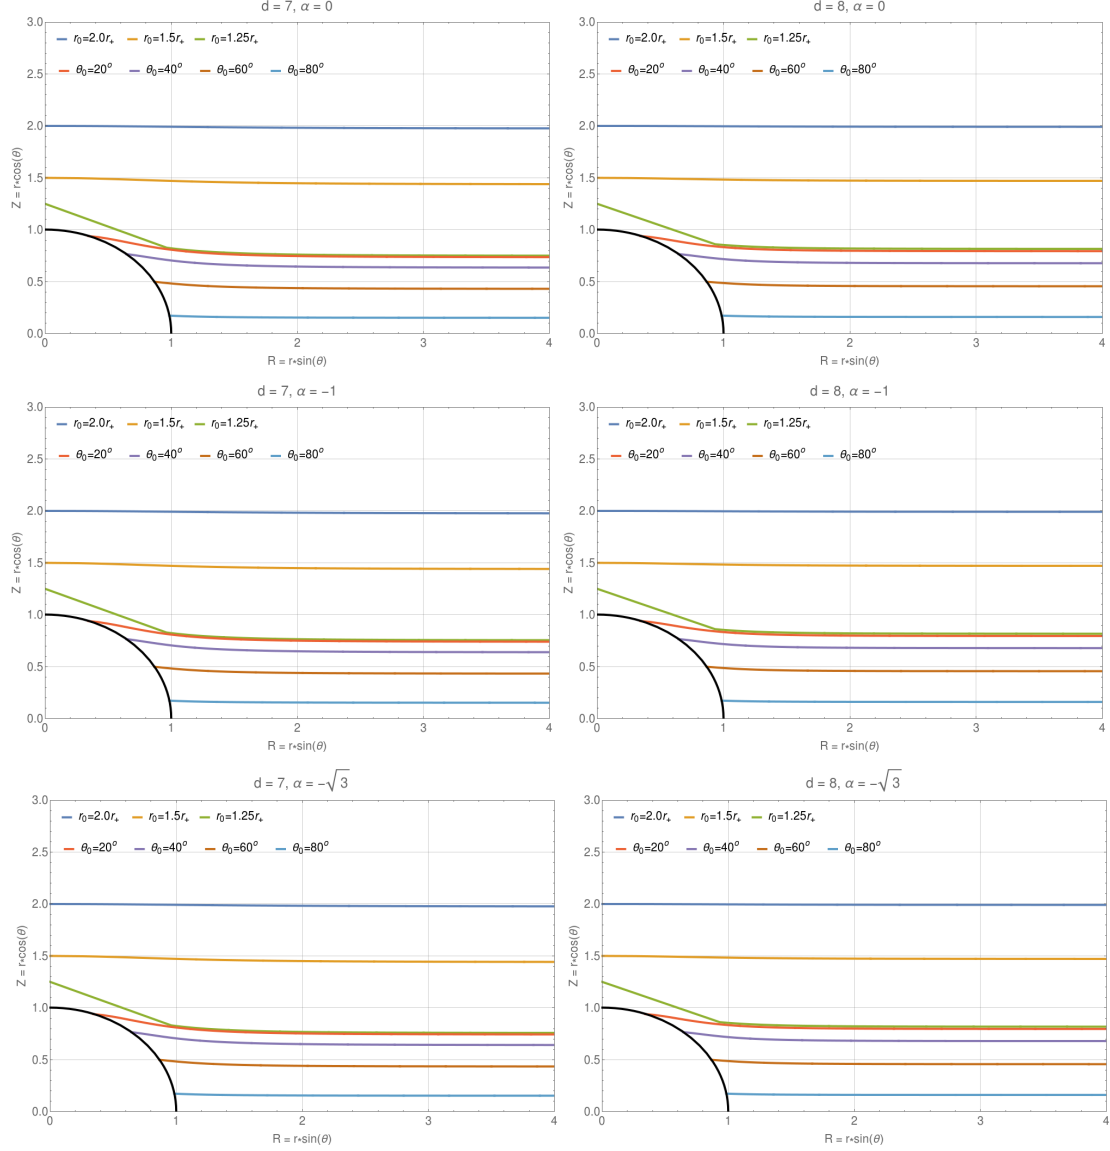 d = 7, α = 0
r₀=2.0r₊ r₀=1.5r₊ r₀=1.25r₊
θ₀=20° θ₀=40° θ₀=60° θ₀=80°
3.0
2.5
2.0
1.5
1.0
0.5
0.0
Z = r*cos(θ)
0 1 2 3 4
R = r*sin(θ)
d = 8, α = 0
r₀=2.0r₊ r₀=1.5r₊ r₀=1.25r₊
θ₀=20° θ₀=40° θ₀=60° θ₀=80°
3.0
2.5
2.0
1.5
1.0
0.5
0.0
Z = r*cos(θ)
0 1 2 3 4
R = r*sin(θ)
d = 7, α = −1
r₀=2.0r₊ r₀=1.5r₊ r₀=1.25r₊
θ₀=20° θ₀=40° θ₀=60° θ₀=80°
3.0
2.5
2.0
1.5
1.0
0.5
0.0
Z = r*cos(θ)
0 1 2 3 4
R = r*sin(θ)
d = 8, α = −1
r₀=2.0r₊ r₀=1.5r₊ r₀=1.25r₊
θ₀=20° θ₀=40° θ₀=60° θ₀=80°
3.0
2.5
2.0
1.5
1.0
0.5
0.0
Z = r*cos(θ)
0 1 2 3 4
R = r*sin(θ)
d = 7, α = −√3
r₀=2.0r₊ r₀=1.5r₊ r₀=1.25r₊
θ₀=20° θ₀=40° θ₀=60° θ₀=80°
3.0
2.5
2.0
1.5
1.0
0.5
0.0
Z = r*cos(θ)
0 1 2 3 4
R = r*sin(θ)
d = 8, α = −√3
r₀=2.0r₊ r₀=1.5r₊ r₀=1.25r₊
θ₀=20° θ₀=40° θ₀=60° θ₀=80°
3.0
2.5
2.0
1.5
1.0
0.5
0.0
Z = r*cos(θ)
0 1 2 3 4
R = r*sin(θ)